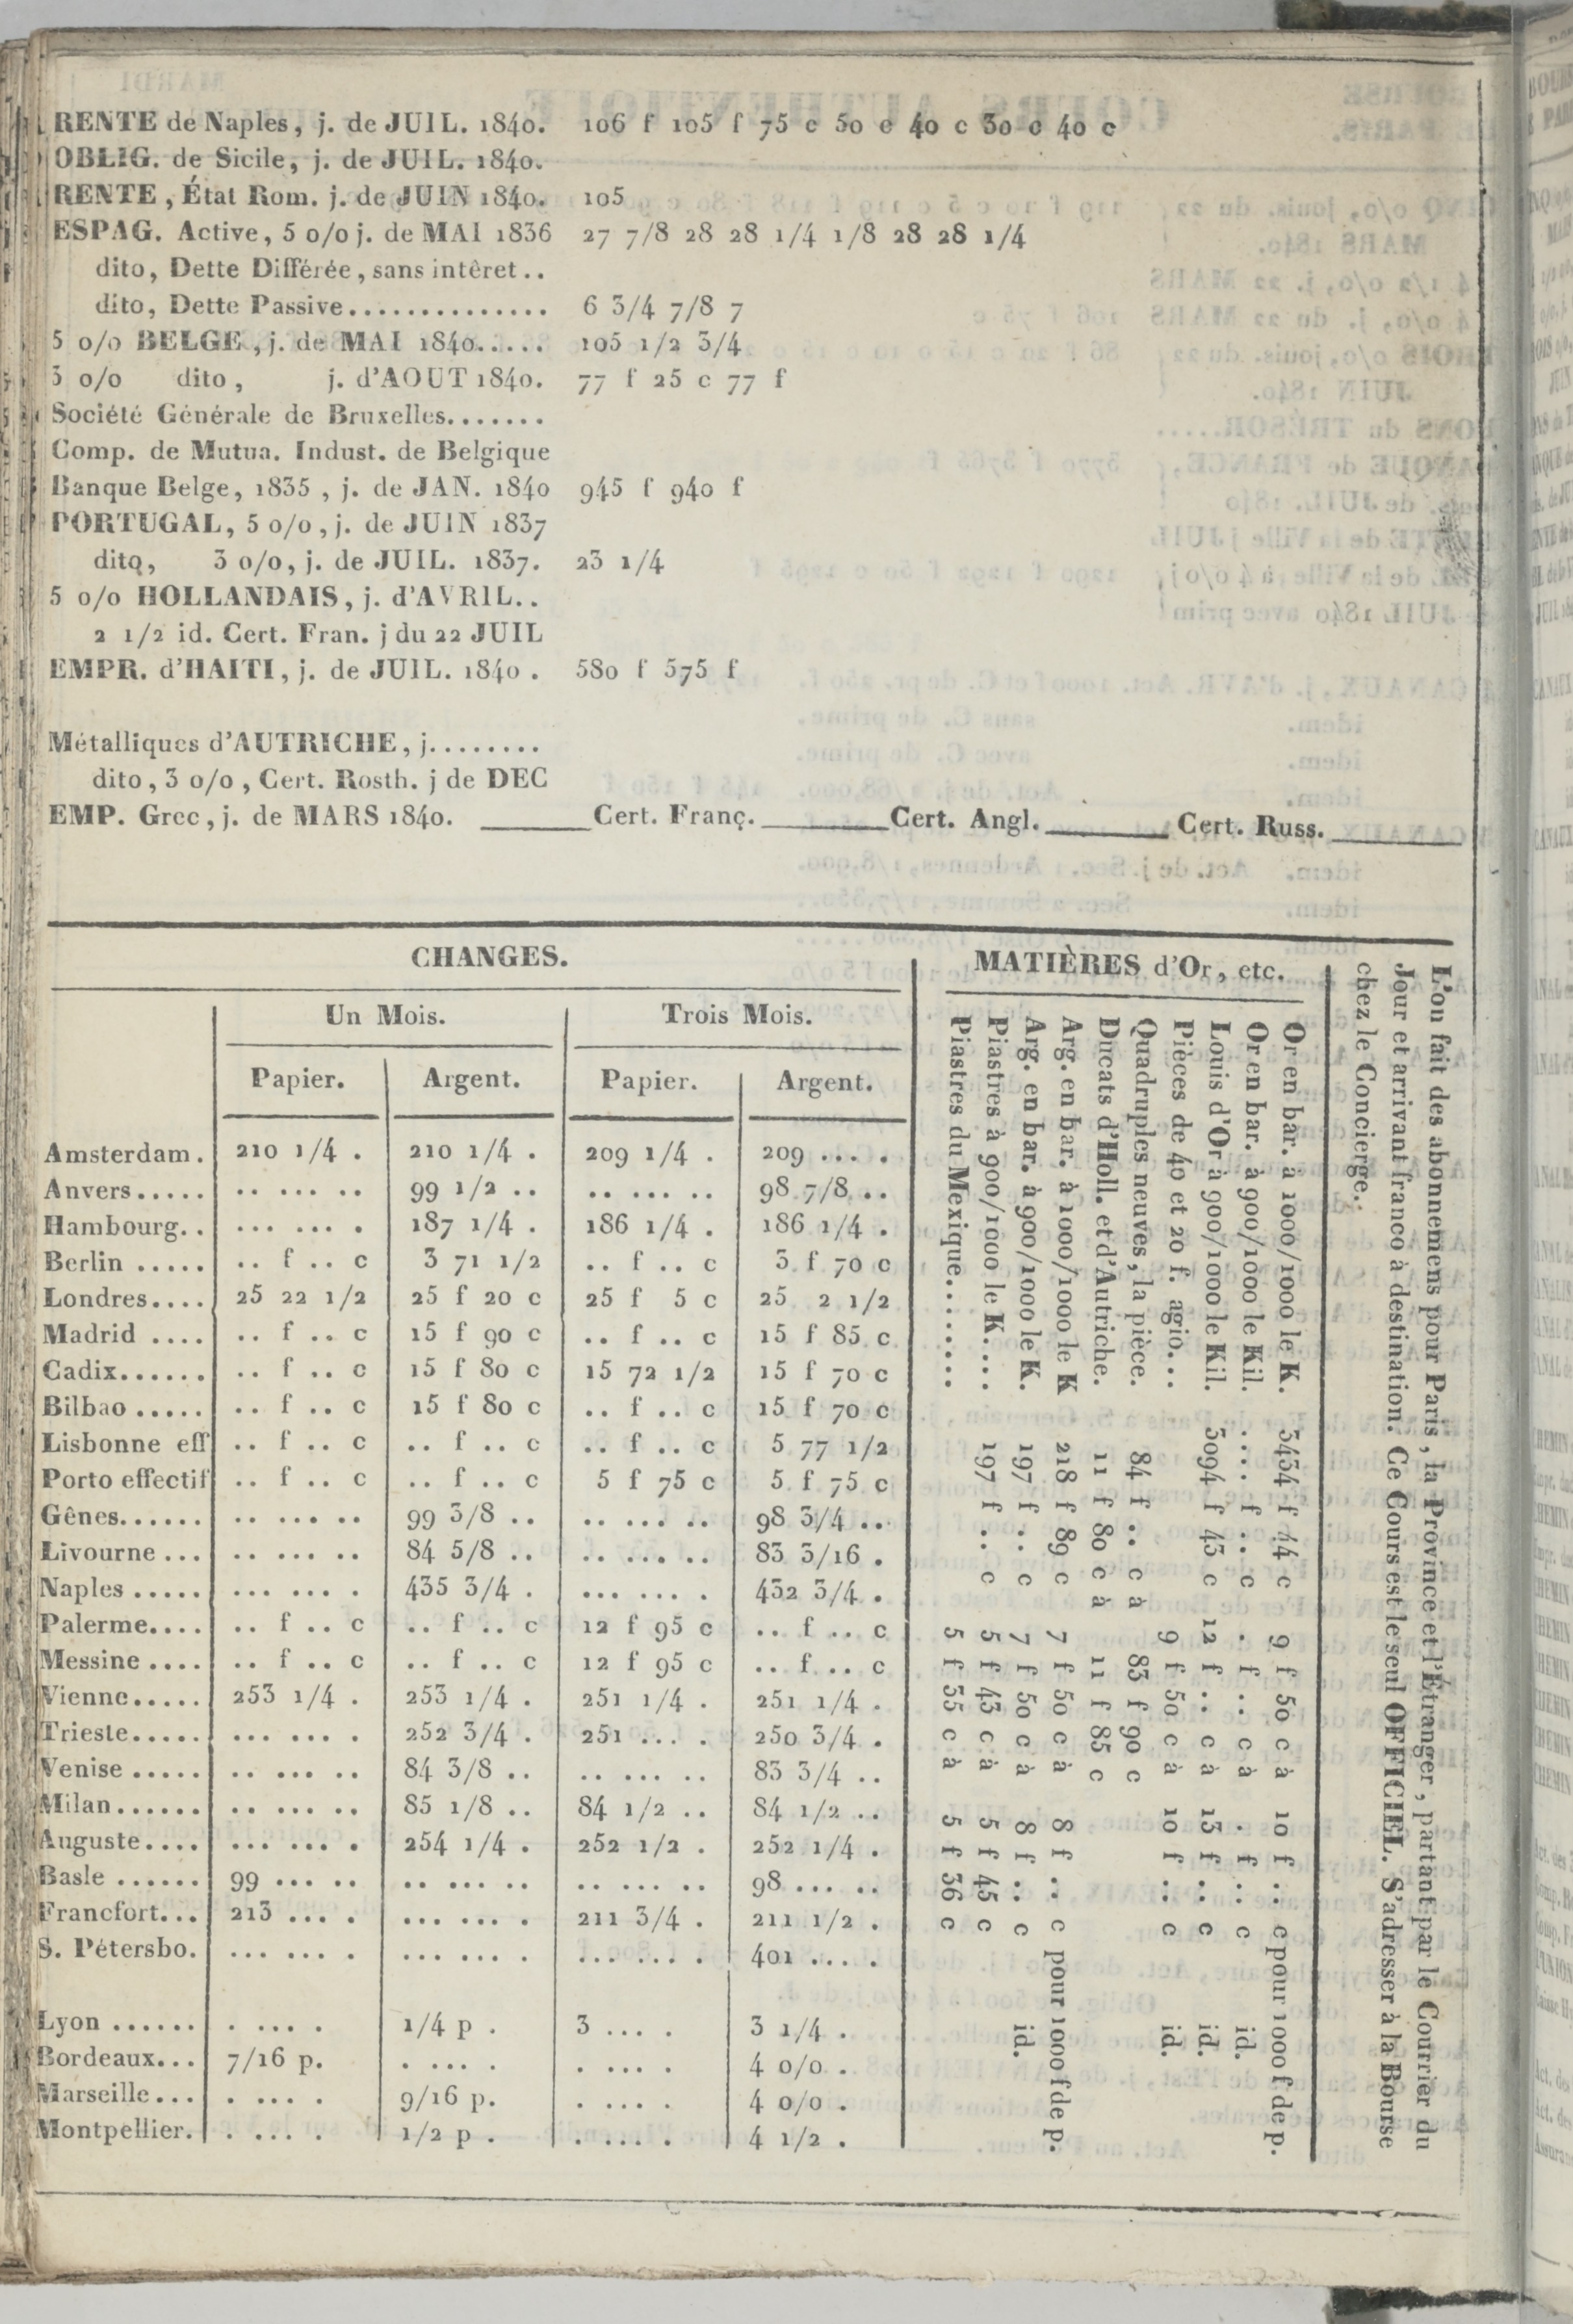 RENTE de Naples, j. de JUIL. 1840. 106 f 105 f 75 c 50 c 40 c 30 c 40 c
OBLIG. de Sicile, j. de JUIL. 1840.
RENTE, État Rom. j. de JUIN 1840. 105
ESPAG. Active, 5 o/o j. de MAI 1836 27 7/8 28 28 1/4 1/8 28 28 1/4
dito, Dette Différée, sans intêret..
dito, Dette Passive.............. 6 3/4 7/8 7
5 o/o BELGE, j. de MAI 1840..... 105 1/2 3/4
3 o/o dito, j. d'AOUT 1840. 77 f 25 c 77 f
Société Générale de Bruxelles.......
Comp. de Mutua. Indust. de Belgique
Banque Belge, 1835, j. de JAN. 1840 945 f 940 f
PORTUGAL, 5 o/o, j. de JUIN 1837
dito, 3 o/o, j. de JUIL. 1837. 23 1/4
5 o/o HOLLANDAIS, j. d'AVRIL..
2 1/2 id. Cert. Fran. j du 22 JUIL
EMPR. d'HAITI, j. de JUIL. 1840. 580 f 575 f
Métalliques d'AUTRICHE, j........
dito, 3 o/o, Cert. Rosth. j de DEC
EMP. Grec, j. de MARS 1840. ______Cert. Franç.______Cert. Angl.______Cert. Russ.______
CHANGES.
Un Mois. Trois Mois.
Papier. Argent. Papier. Argent.
Amsterdam. 210 1/4 . 210 1/4 . 209 1/4 . 209 ... .
Anvers..... .. ... .. 99 1/2 .. .. ... .. 98 7/8 ..
Hambourg.. ... ... . 187 1/4 . 186 1/4 . 186 1/4 .
Berlin ..... .. f .. c 3 71 1/2 .. f .. c 3 f 70 c
Londres.... 25 22 1/2 25 f 20 c 25 f 5 c 25 2 1/2
Madrid .... .. f .. c 15 f 90 c .. f .. c 15 f 85 c
Cadix...... .. f .. c 15 f 80 c 15 72 1/2 15 f 70 c
Bilbao ..... .. f .. c 15 f 80 c .. f .. c 15 f 70 c
Lisbonne eff .. f .. c .. f .. c .. f .. c 5 77 1/2
Porto effectif .. f .. c .. f .. c 5 f 75 c 5 f 75 c
Gênes...... .. ... .. 99 3/8 .. .. ... .. 98 3/4 ..
Livourne ... .. ... .. 84 5/8 .. .. ... .. 83 3/16 .
Naples ..... ... ... . 435 3/4 . ... ... . 432 3/4 .
Palerme.... .. f .. c .. f .. c 12 f 95 c .. f .. c
Messine .... .. f .. c .. f .. c 12 f 95 c .. f .. c
Vienne..... 253 1/4 . 253 1/4 . 251 1/4 . 251 1/4 .
Trieste..... ... ... . 252 3/4 . 251 ... . 250 3/4 .
Venise ..... .. ... .. 84 3/8 .. .. ... .. 83 3/4 ..
Milan...... .. ... .. 85 1/8 .. 84 1/2 .. 84 1/2 ..
Auguste.... ... ... . 254 1/4 . 252 1/2 . 252 1/4 .
Basle ...... 99 ... .. .. ... .. .. ... .. 98 ... ..
Francfort... 213 ... . ... ... . 211 3/4 . 211 1/2 .
S. Pétersbo. ... ... . ... ... . ... ... . 401 ... .
Lyon ...... . ... . 1/4 p . 3 ... . 3 1/4 .
Bordeaux... 7/16 p. . ... . . ... . 4 o/o .
Marseille... . ... . 9/16 p. . ... . 4 o/o .
Montpellier. . ... . 1/2 p . . ... . 4 1/2 .
MATIÈRES d'Or, etc.
Or en bar. à 1000/1000 le K. 3434 f 44 c 9 f 50 c à 10 f .. c pour 1000 f de p.
Or en bar. à 900/1000 le Kil. .... f .. c . f .. c à . f .. c id.
Louis d'Or à 900/1000 le Kil. 3094 f 43 c 12 f .. c à 13 f .. c id.
Pièces de 40 et 20 f. agio... 9 f 50 c à 10 f .. c id.
Quadruples neuves, la pièce. 84 f .. c à 83 f 90 c
Ducats d'Holl. et d'Autriche. 11 f 80 c à 11 f 85 c
Arg. en bar. à 1000/1000 le K 218 f 89 c 7 f 50 c à 8 f .. c pour 1000 f de p.
Arg. en bar. à 900/1000 le K. 197 f .. c 7 f 50 c à 8 f .. c id.
Piastres à 900/1000 le K.... 197 f .. c 5 f 43 c à 5 f 45 c
Piastres du Mexique........ 5 f 35 c à 5 f 36 c
L'on fait des abonnemens pour Paris, la Province et l'Étranger, partant par le Courrier du
Jour et arrivant franco à destination. Ce Cours est le seul OFFICIEL. S'adresser à la Bourse
chez le Concierge.